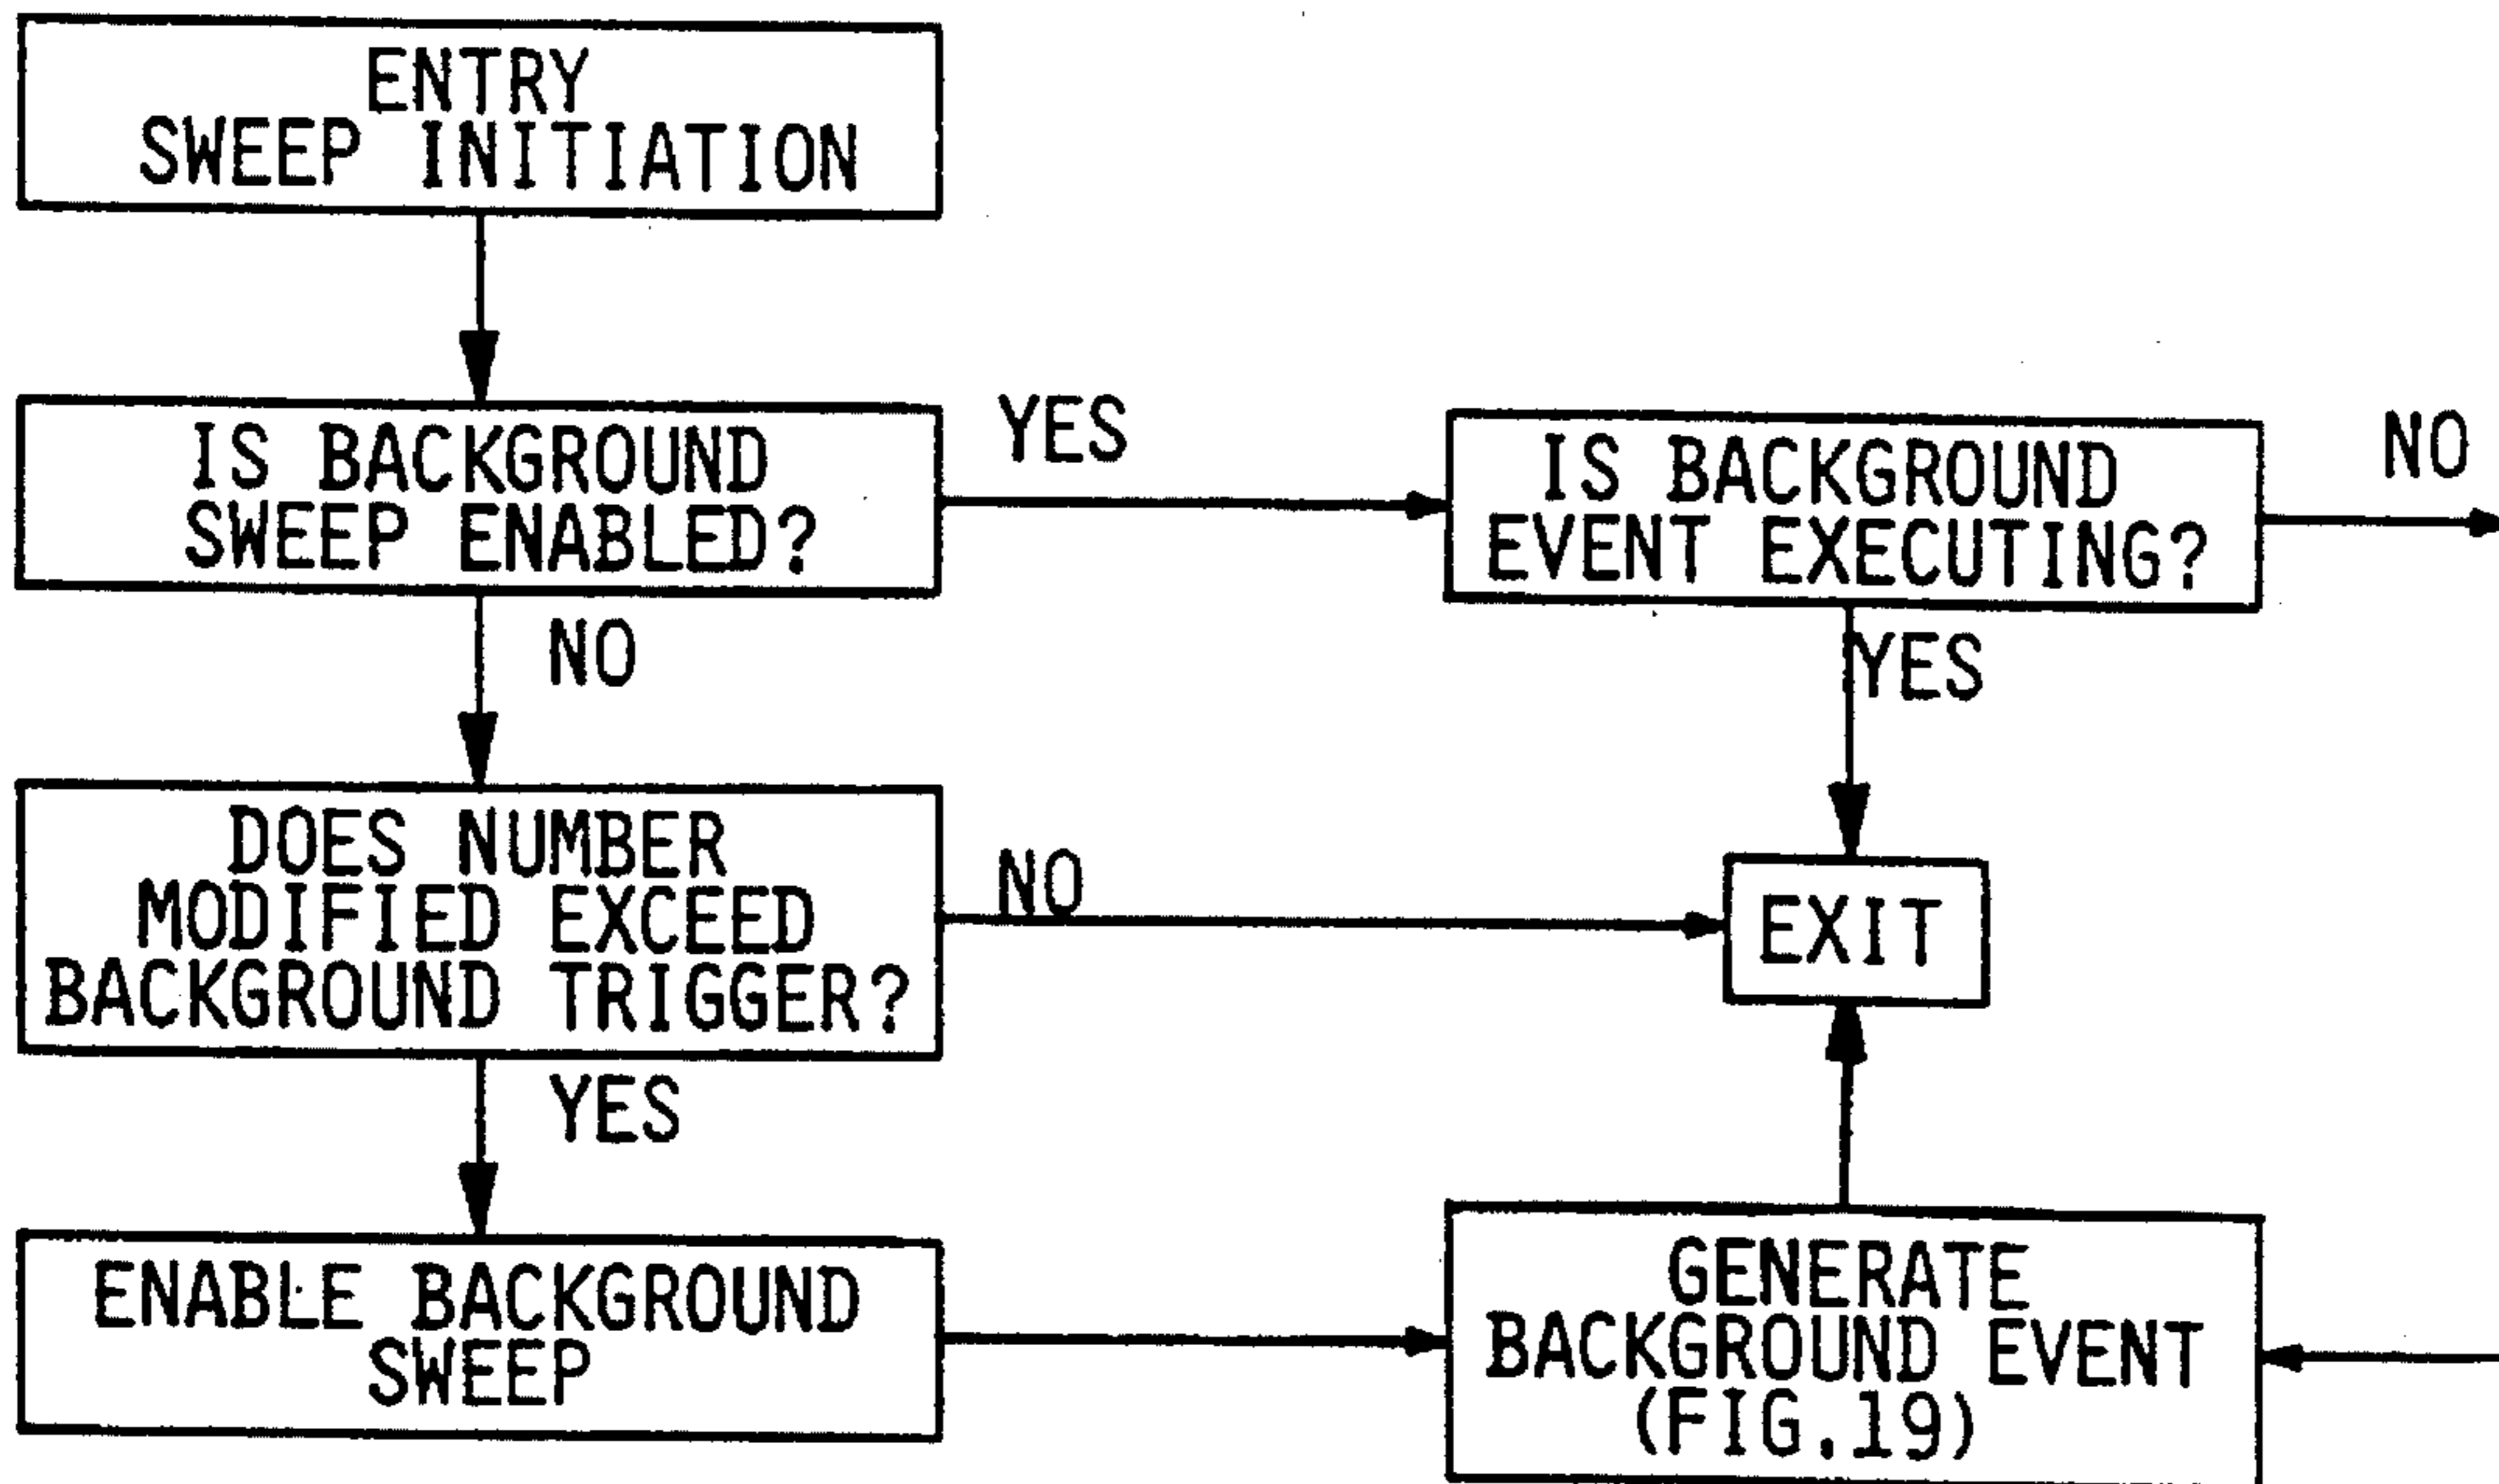 ENTRY
SWEEP INITIATION
IS BACKGROUND
SWEEP ENABLED?
YES
IS BACKGROUND
EVENT EXECUTING?
NO
NO
YES
DOES NUMBER
MODIFIED EXCEED
BACKGROUND TRIGGER?
NO
EXIT
YES
ENABLE BACKGROUND
SWEEP
GENERATE
BACKGROUND EVENT
(FIG.19)